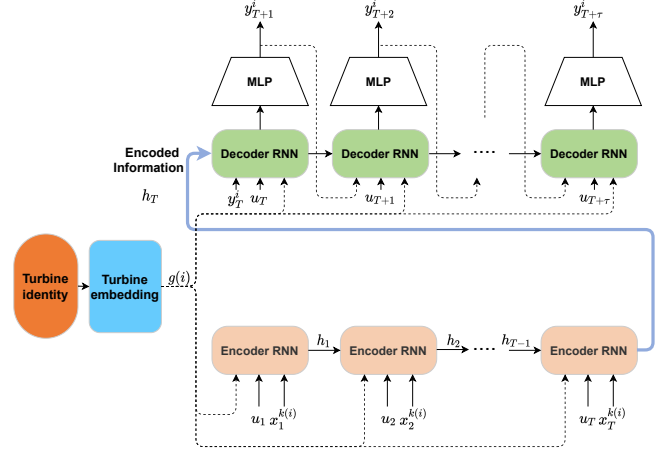 y^i_{T+1} y^i_{T+2} y^i_{T+τ}
MLP MLP MLP
Encoded
Information
Decoder RNN Decoder RNN .... Decoder RNN
h_T
y^i_T u_T u_{T+1} u_{T+τ}
Turbine
identity
Turbine
embedding
g(i)
Encoder RNN h_1 Encoder RNN h_2 .... h_{T−1} Encoder RNN
u_1 x_1^{k(i)} u_2 x_2^{k(i)} u_T x_T^{k(i)}